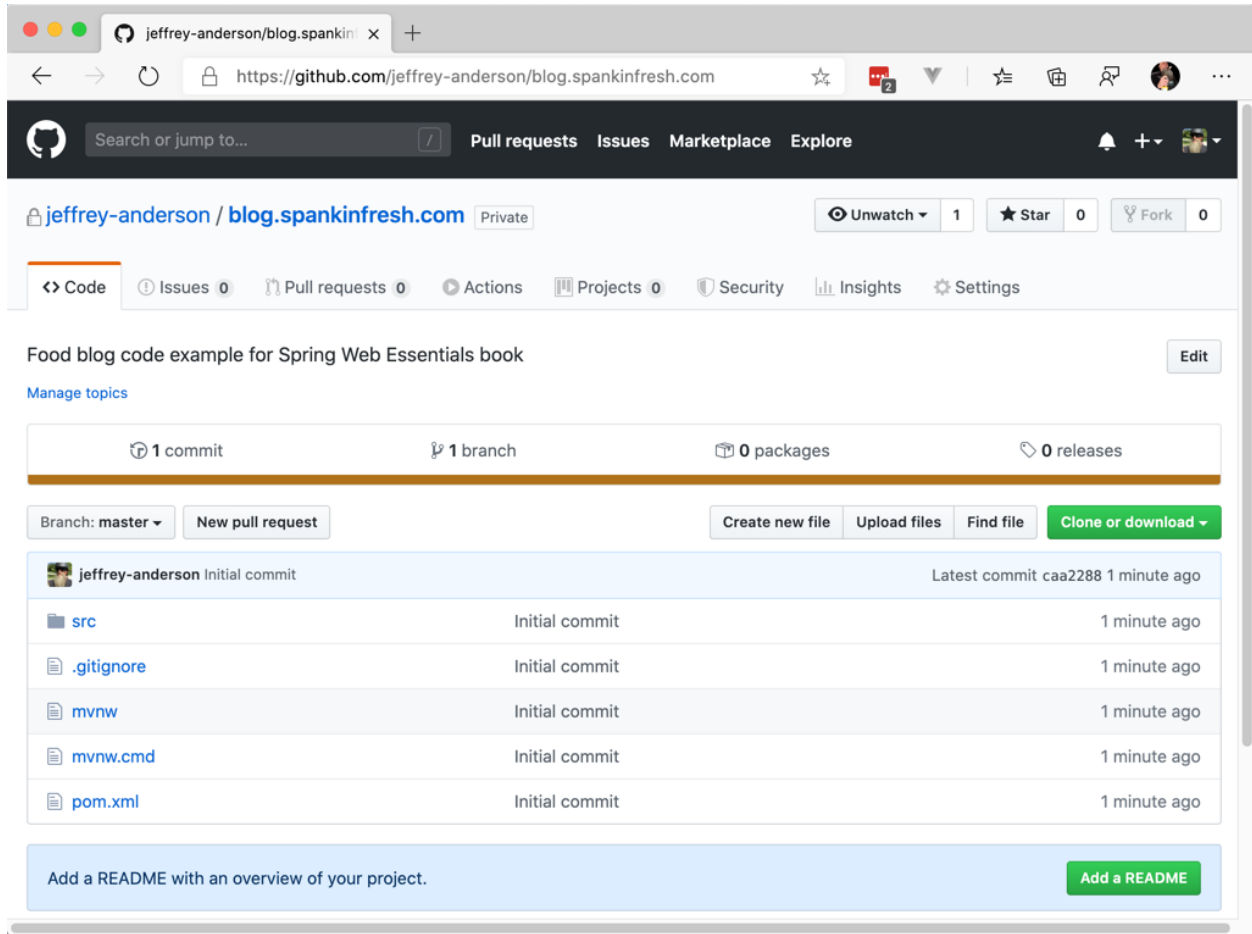 jeffrey-anderson/blog.spankin
https://github.com/jeffrey-anderson/blog.spankinfresh.com
2
Search or jump to... / Pull requests Issues Marketplace Explore
jeffrey-anderson / blog.spankinfresh.com Private Unwatch 1 Star 0 Fork 0
Code Issues 0 Pull requests 0 Actions Projects 0 Security Insights Settings
Food blog code example for Spring Web Essentials book Edit
Manage topics
1 commit 1 branch 0 packages 0 releases
Branch: master New pull request Create new file Upload files Find file Clone or download
jeffrey-anderson Initial commit Latest commit caa2288 1 minute ago
src Initial commit 1 minute ago
.gitignore Initial commit 1 minute ago
mvnw Initial commit 1 minute ago
mvnw.cmd Initial commit 1 minute ago
pom.xml Initial commit 1 minute ago
Add a README with an overview of your project. Add a README